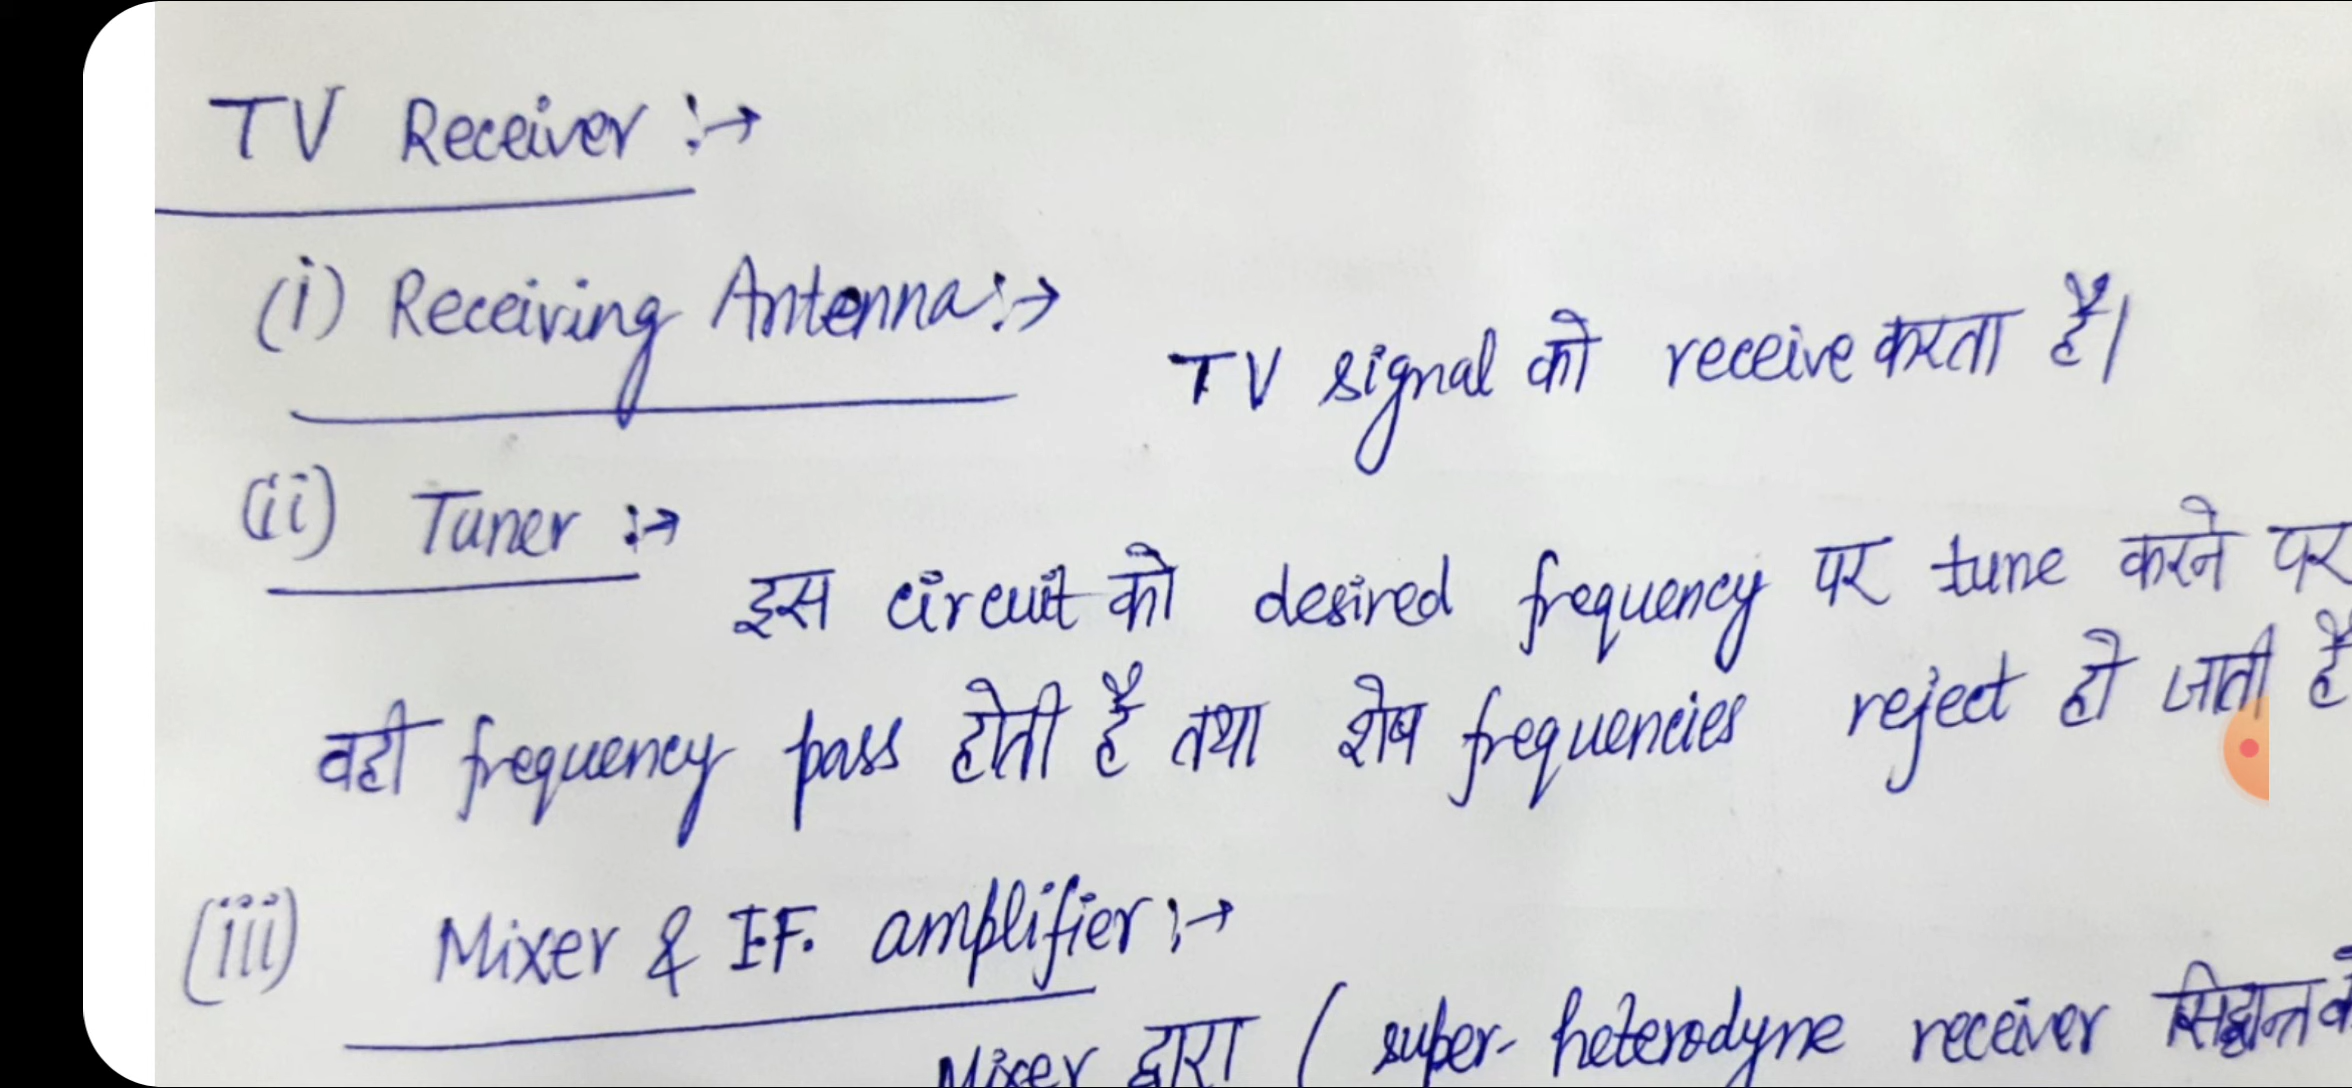 TV Receiver :→
(i) Receiving Antenna :→
TV signal को receive करता है।
(ii) Tuner :→
इस circuit को desired frequency पर tune करने पर
वही frequency pass होती है तथा शेष frequencies reject हो जाती है
(iii) Mixer & I.F. amplifier :→
Mixer द्वारा ( super-heterodyne receiver सिद्धान्त के